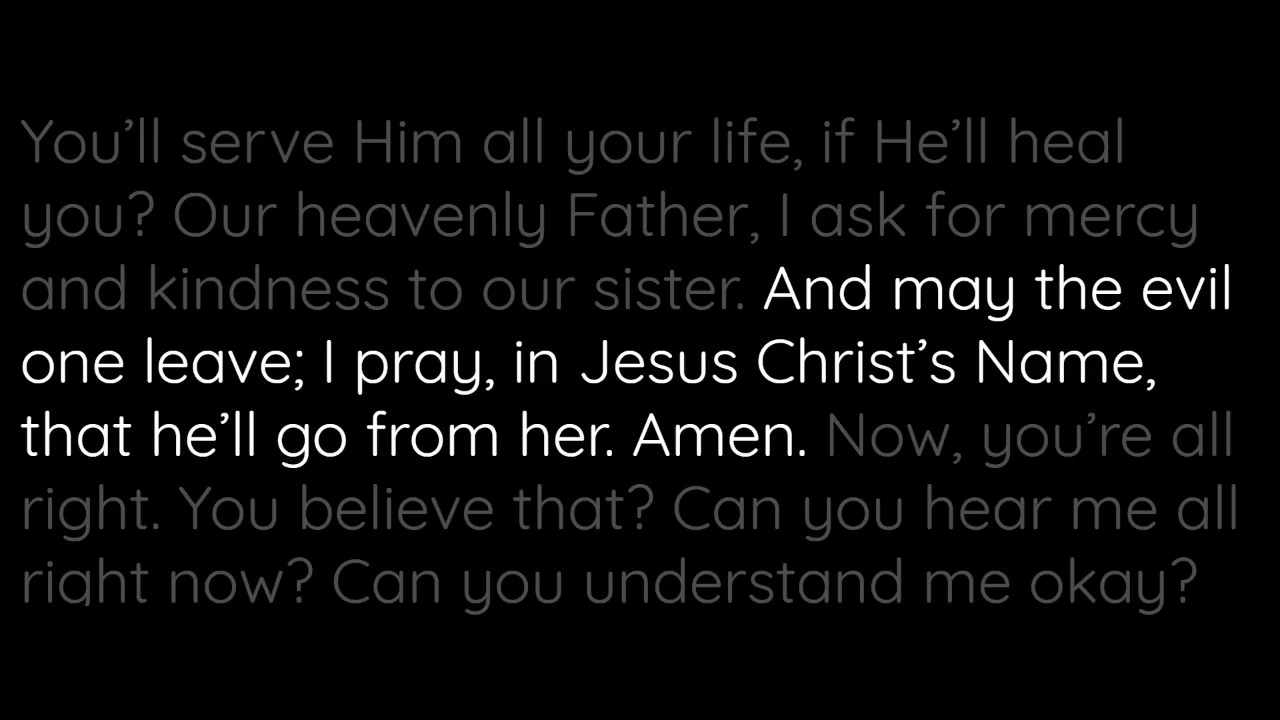 You’ll serve Him all your life, if He’ll heal
you? Our heavenly Father, I ask for mercy
and kindness to our sister. And may the evil
one leave; I pray, in Jesus Christ’s Name,
that he’ll go from her. Amen. Now, you’re all
right. You believe that? Can you hear me all
right now? Can you understand me okay?